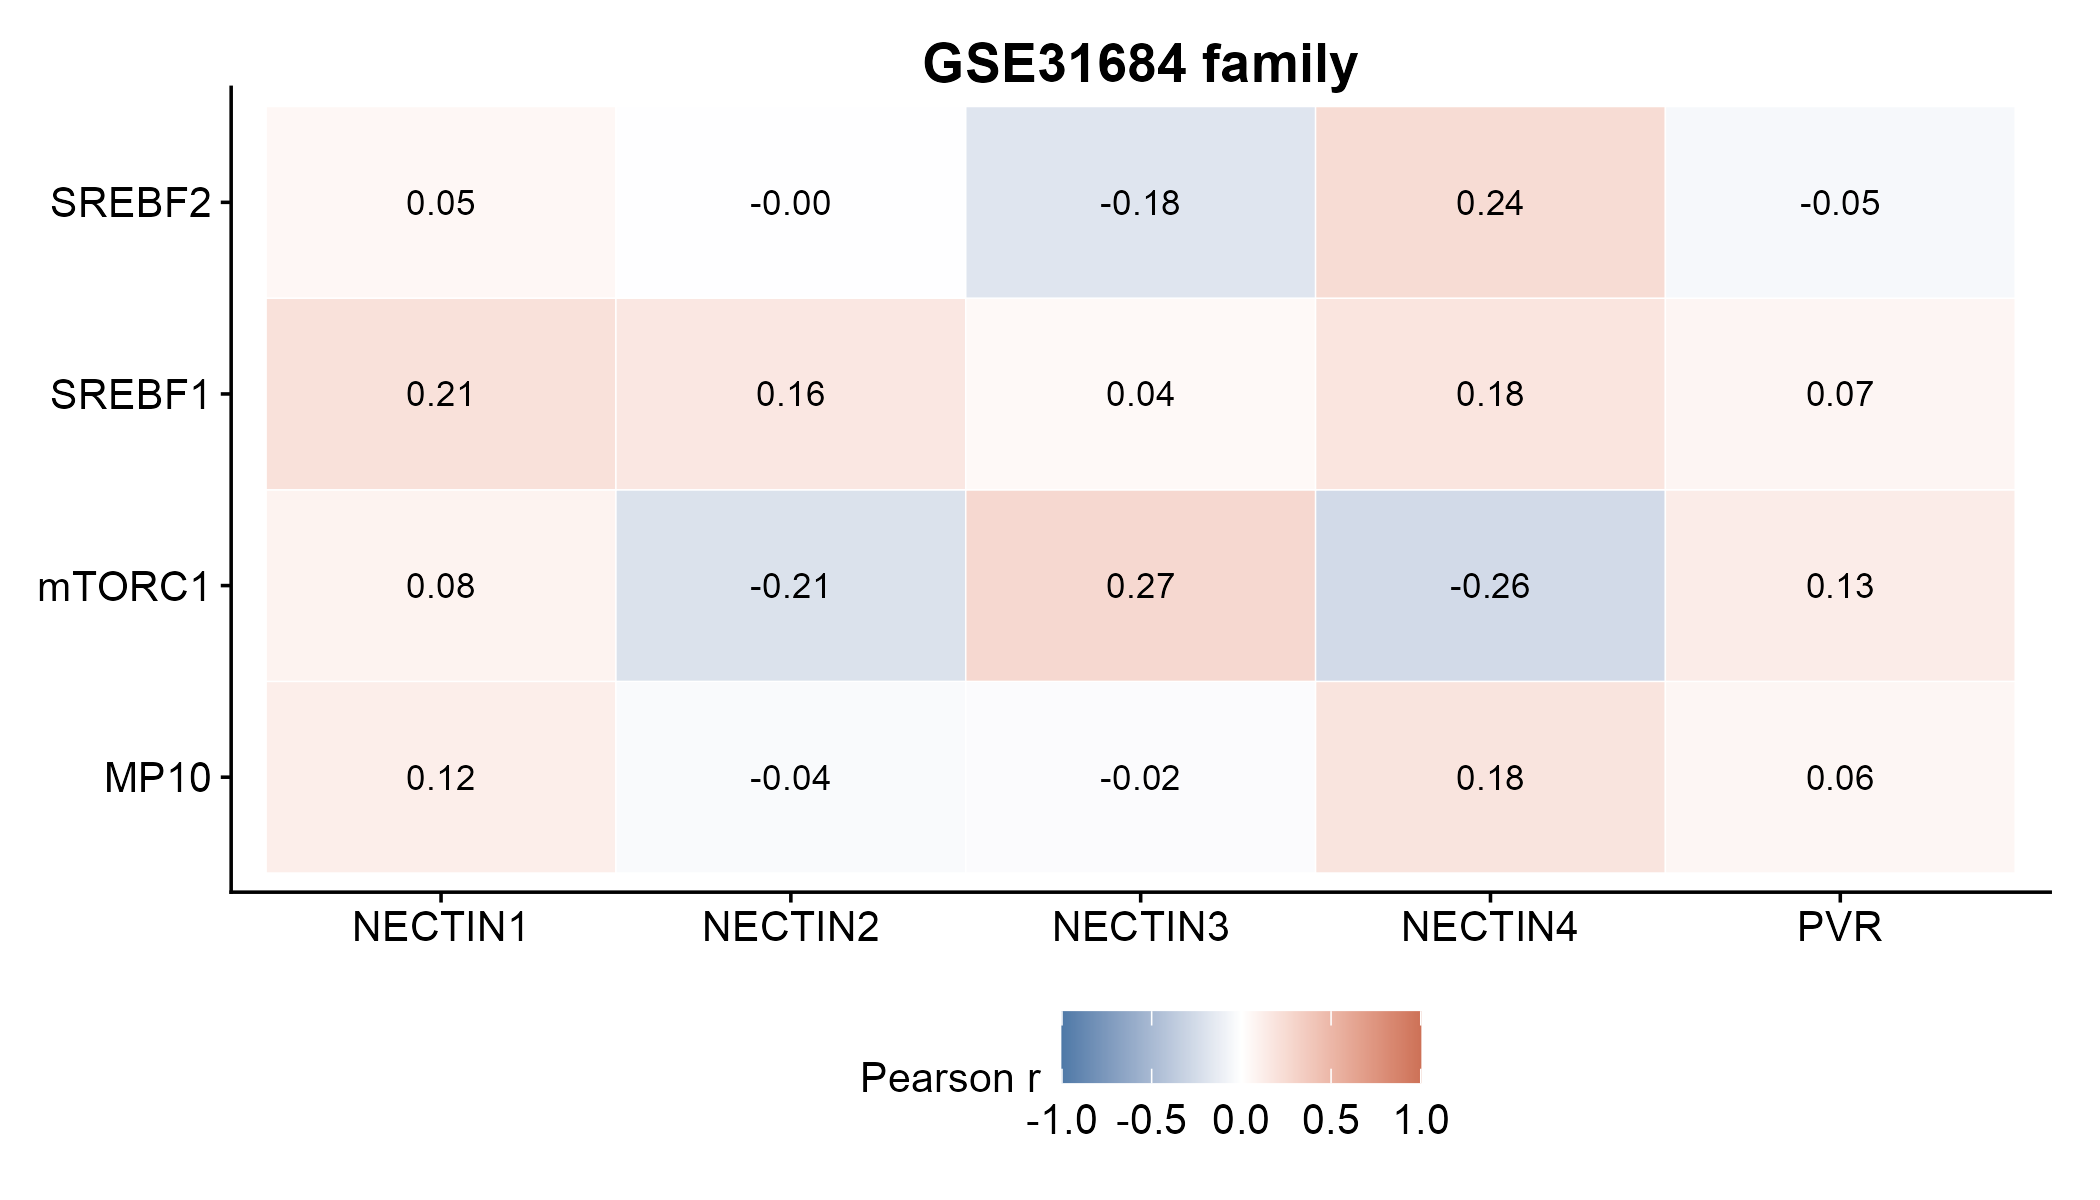 GSE31684 family
SREBF2 0.05 -0.00 -0.18 0.24 -0.05
SREBF1 0.21 0.16 0.04 0.18 0.07
mTORC1 0.08 -0.21 0.27 -0.26 0.13
MP10 0.12 -0.04 -0.02 0.18 0.06
NECTIN1 NECTIN2 NECTIN3 NECTIN4 PVR
Pearson r
-1.0 -0.5 0.0 0.5 1.0